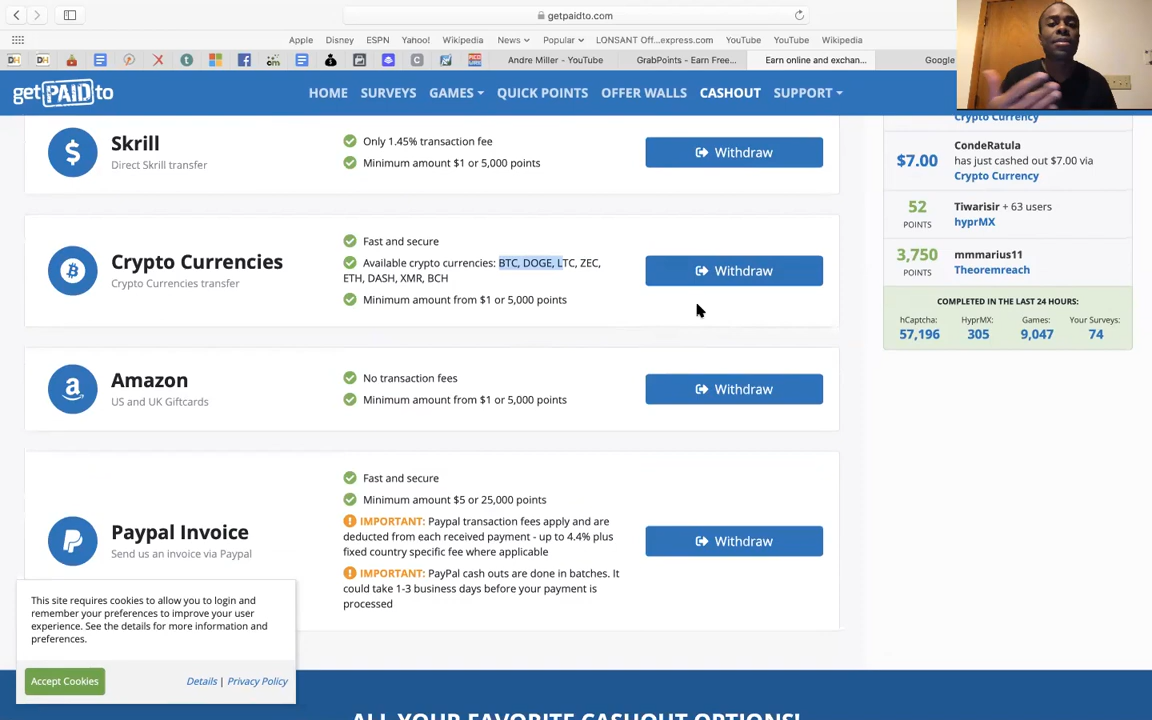 getpaidto.com
Apple Disney ESPN Yahoo! Wikipedia News Popular LONSANT Off...express.com YouTube YouTube Wikipedia
Andre Miller - YouTube GrabPoints - Earn Free... Earn online and exchan... Google
getPAIDto HOME SURVEYS GAMES QUICK POINTS OFFER WALLS CASHOUT SUPPORT
Skrill
Direct Skrill transfer
Only 1.45% transaction fee
Minimum amount $1 or 5,000 points
Withdraw
Crypto Currencies
Crypto Currencies transfer
Fast and secure
Available crypto currencies: BTC, DOGE, LTC, ZEC,
ETH, DASH, XMR, BCH
Minimum amount from $1 or 5,000 points
Withdraw
Amazon
US and UK Giftcards
No transaction fees
Minimum amount from $1 or 5,000 points
Withdraw
Paypal Invoice
Send us an invoice via Paypal
Fast and secure
Minimum amount $5 or 25,000 points
IMPORTANT: Paypal transaction fees apply and are
deducted from each received payment - up to 4.4% plus
fixed country specific fee where applicable
IMPORTANT: PayPal cash outs are done in batches. It
could take 1-3 business days before your payment is
processed
Withdraw
Crypto Currency
$7.00
CondeRatula
has just cashed out $7.00 via
Crypto Currency
52
POINTS
Tiwarisir + 63 users
hyprMX
3,750
POINTS
mmmarius11
Theoremreach
COMPLETED IN THE LAST 24 HOURS:
hCaptcha: HyprMX: Games: Your Surveys:
57,196 305 9,047 74
This site requires cookies to allow you to login and
remember your preferences to improve your user
experience. See the details for more information and
preferences.
Accept Cookies Details | Privacy Policy
ALL YOUR FAVORITE CASHOUT OPTIONS!